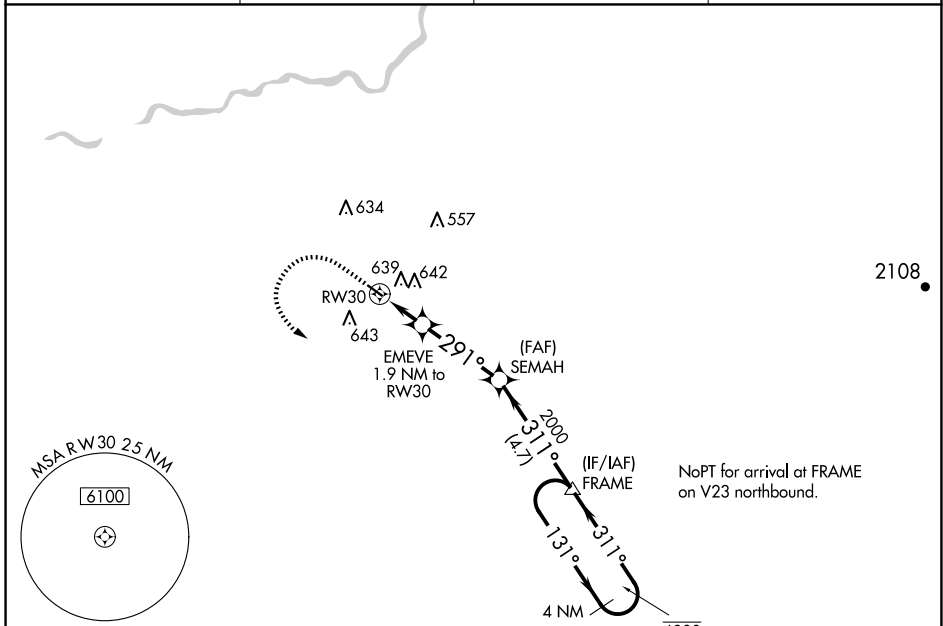 634
557
639
642
2108
RW30
643
EMEVE
1.9 NM to
RW30
291°
(FAF)
SEMAH
2000
311°
(4.7)
(IF/IAF)
FRAME
NoPT for arrival at FRAME
on V23 northbound.
MSA RW30 25 NM
6100
131°
311°
4 NM